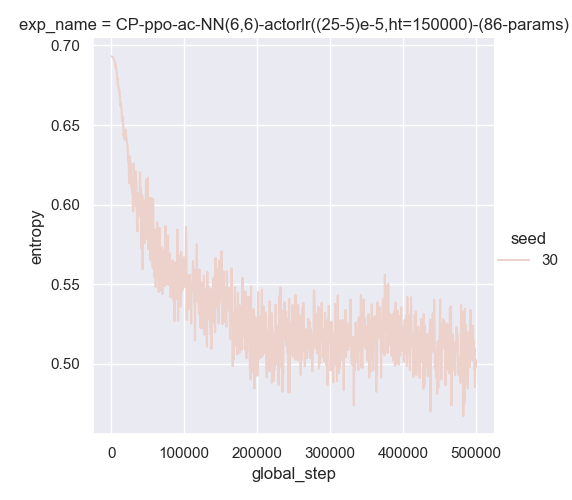 exp_name = CP-ppo-ac-NN(6,6)-actorlr((25-5)e-5,ht=150000)-(86-params)
0.70
0.65
0.60
0.55
0.50
entropy
0 100000 200000 300000 400000 500000
global_step
seed
30